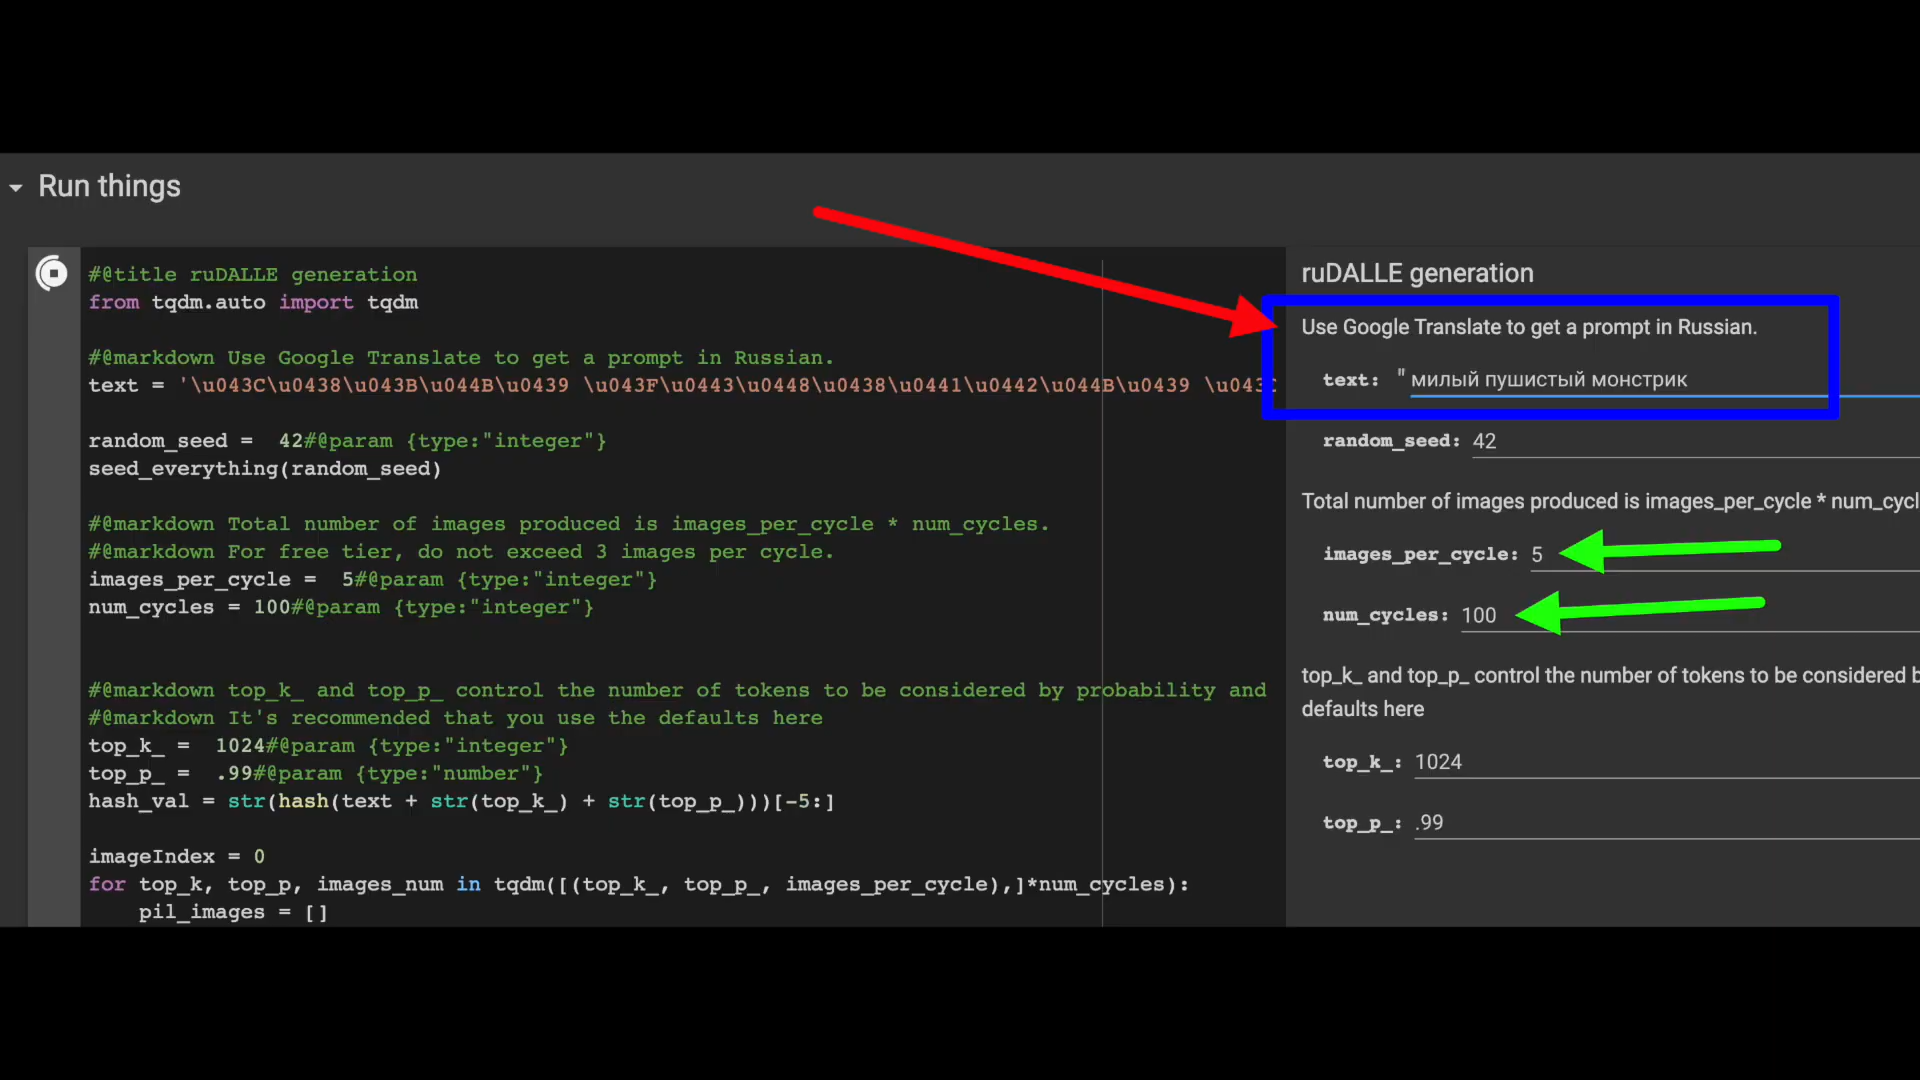 Run things
#@title ruDALLE generation
from tqdm.auto import tqdm
#@markdown Use Google Translate to get a prompt in Russian.
text = '\u043C\u0438\u043B\u044B\u0439 \u043F\u0443\u0448\u0438\u0441\u0442\u044B\u0439 \u043C
random_seed =  42#@param {type:"integer"}
seed_everything(random_seed)
#@markdown Total number of images produced is images_per_cycle * num_cycles.
#@markdown For free tier, do not exceed 3 images per cycle.
images_per_cycle =  5#@param {type:"integer"}
num_cycles = 100#@param {type:"integer"}
#@markdown top_k_ and top_p_ control the number of tokens to be considered by probability and
#@markdown It's recommended that you use the defaults here
top_k_ =  1024#@param {type:"integer"}
top_p_ =  .99#@param {type:"number"}
hash_val = str(hash(text + str(top_k_) + str(top_p_)))[-5:]
imageIndex = 0
for top_k, top_p, images_num in tqdm([(top_k_, top_p_, images_per_cycle),]*num_cycles):
pil_images = []
ruDALLE generation
Use Google Translate to get a prompt in Russian.
text: " милый пушистый монстрик
random_seed: 42
Total number of images produced is images_per_cycle * num_cycl
images_per_cycle: 5
num_cycles: 100
top_k_ and top_p_ control the number of tokens to be considered b
defaults here
top_k_: 1024
top_p_: .99